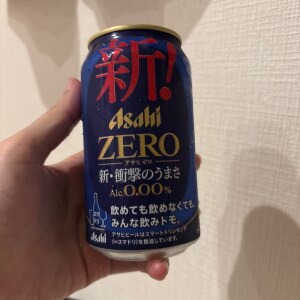 新!
Asahi
ZERO
アサヒ ゼロ
新・衝撃のうまさ
Alc.0.00%
飲めても飲めなくても、
みんな飲みトモ。
アサヒビールはスマートドリンキング
(=スマドリ)を推進しています。
Asahi